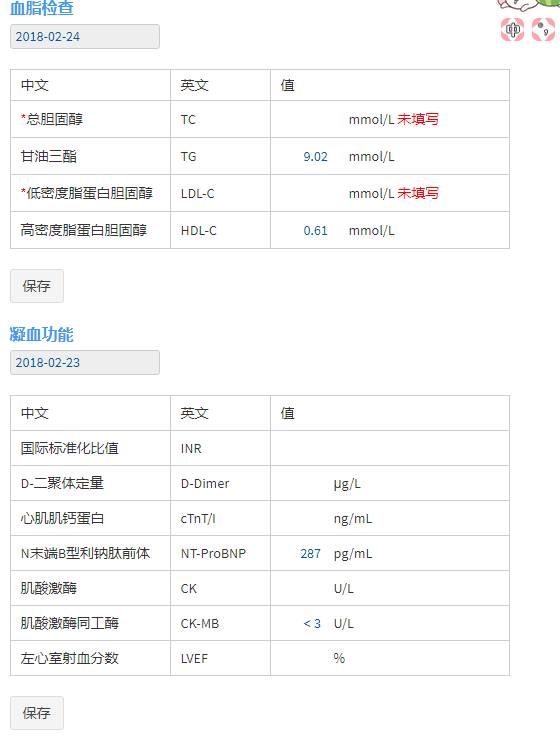 血脂检查
中
2018-02-24
中文 英文 值
*总胆固醇 TC mmol/L 未填写
甘油三酯 TG 9.02 mmol/L
*低密度脂蛋白胆固醇 LDL-C mmol/L 未填写
高密度脂蛋白胆固醇 HDL-C 0.61 mmol/L
保存
凝血功能
2018-02-23
中文 英文 值
国际标准化比值 INR
D-二聚体定量 D-Dimer µg/L
心肌肌钙蛋白 cTnT/I ng/mL
N末端B型利钠肽前体 NT-ProBNP 287 pg/mL
肌酸激酶 CK U/L
肌酸激酶同工酶 CK-MB < 3 U/L
左心室射血分数 LVEF %
保存